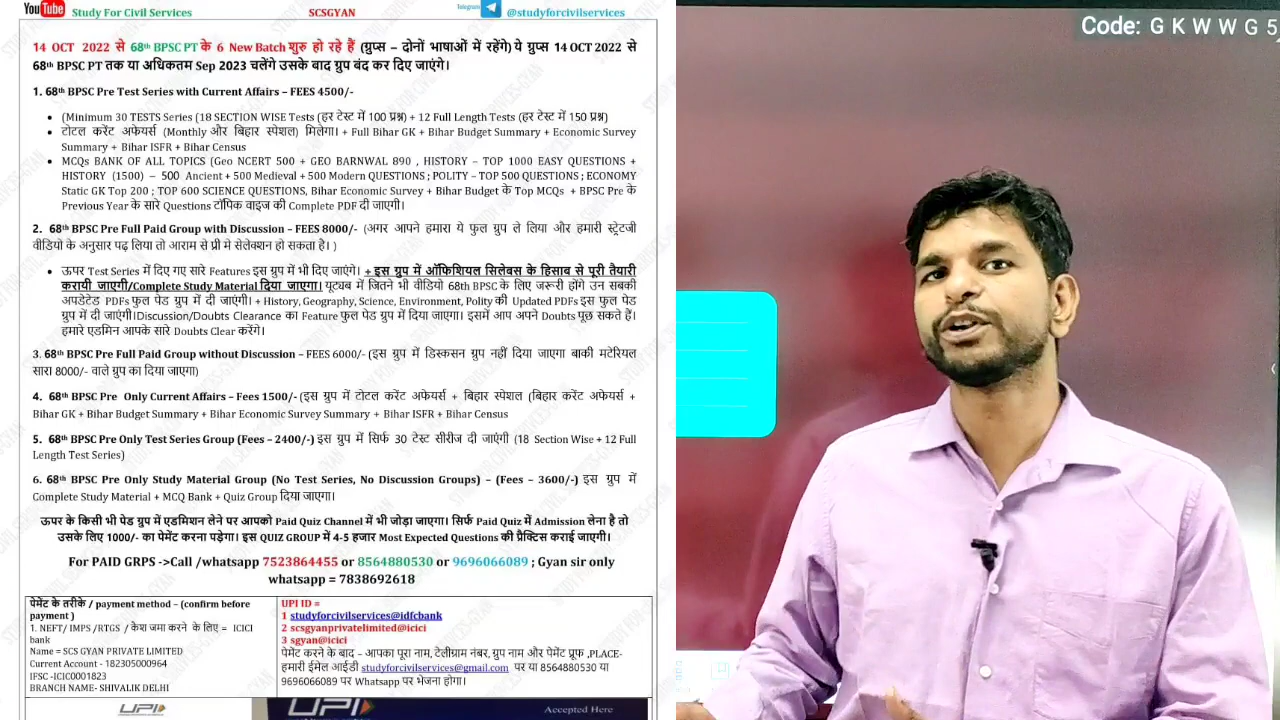 YouTube Study For Civil Services SCSGYAN Telegram @studyforcivilservices
Code: G K W W G 5
14 OCT 2022 से 68th BPSC PT के 6 New Batch शुरु हो रहे हैं (ग्रुप्स – दोनों भाषाओं में रहेंगे) ये ग्रुप्स 14 OCT 2022 से
68th BPSC PT तक या अधिकतम Sep 2023 चलेंगे उसके बाद ग्रुप बंद कर दिए जाएंगे।
1. 68th BPSC Pre Test Series with Current Affairs – FEES 4500/-
• (Minimum 30 TESTS Series (18 SECTION WISE Tests (हर टेस्ट में 100 प्रश्न) + 12 Full Length Tests (हर टेस्ट में 150 प्रश्न)
• टोटल करेंट अफेयर्स (Monthly और बिहार स्पेशल) मिलेगा। + Full Bihar GK + Bihar Budget Summary + Economic Survey
Summary + Bihar ISFR + Bihar Census
• MCQs BANK OF ALL TOPICS (Geo NCERT 500 + GEO BARNWAL 890 , HISTORY – TOP 1000 EASY QUESTIONS +
HISTORY (1500) – 500 Ancient + 500 Medieval + 500 Modern QUESTIONS ; POLITY – TOP 500 QUESTIONS ; ECONOMY
Static GK Top 200 ; TOP 600 SCIENCE QUESTIONS, Bihar Economic Survey + Bihar Budget के Top MCQs + BPSC Pre के
Previous Year के सारे Questions टॉपिक वाइज की Complete PDF दी जाएगी।
2. 68th BPSC Pre Full Paid Group with Discussion – FEES 8000/- (अगर आपने हमारा ये फुल ग्रुप ले लिया और हमारी स्ट्रेटजी
वीडियो के अनुसार पढ़ लिया तो आराम से प्री में सेलेक्शन हो सकता है। )
• ऊपर Test Series में दिए गए सारे Features इस ग्रुप में भी दिए जाएंगे। + इस ग्रुप में ऑफिशियल सिलेबस के हिसाब से पूरी तैयारी
करायी जाएगी/Complete Study Material दिया जाएगा। यूट्यूब में जितने भी वीडियो 68th BPSC के लिए जरूरी होंगे उन सबकी
अपडेटेड PDFs फुल पेड ग्रुप में दी जाएंगी। + History, Geography, Science, Environment, Polity की Updated PDFs इस फुल पेड
ग्रुप में दी जाएंगी।Discussion/Doubts Clearance का Feature फुल पेड ग्रुप में दिया जाएगा। इसमें आप अपने Doubts पूछ सकते हैं।
हमारे एडमिन आपके सारे Doubts Clear करेंगे।
3. 68th BPSC Pre Full Paid Group without Discussion – FEES 6000/- (इस ग्रुप में डिस्कसन ग्रुप नहीं दिया जाएगा बाकी मटेरियल
सारा 8000/- वाले ग्रुप का दिया जाएगा)
4. 68th BPSC Pre Only Current Affairs – Fees 1500/- (इस ग्रुप में टोटल करेंट अफेयर्स + बिहार स्पेशल (बिहार करेंट अफेयर्स +
Bihar GK + Bihar Budget Summary + Bihar Economic Survey Summary + Bihar ISFR + Bihar Census
5. 68th BPSC Pre Only Test Series Group (Fees – 2400/-) इस ग्रुप में सिर्फ 30 टेस्ट सीरीज दी जाएंगी (18 Section Wise + 12 Full
Length Test Series)
6. 68th BPSC Pre Only Study Material Group (No Test Series, No Discussion Groups) – (Fees – 3600/-) इस ग्रुप में
Complete Study Material + MCQ Bank + Quiz Group दिया जाएगा।
ऊपर के किसी भी पेड ग्रुप में एडमिशन लेने पर आपको Paid Quiz Channel में भी जोड़ा जाएगा। सिर्फ Paid Quiz में Admission लेना है तो
उसके लिए 1000/- का पेमेंट करना पड़ेगा। इस QUIZ GROUP में 4-5 हजार Most Expected Questions की प्रैक्टिस कराई जाएगी।
For PAID GRPS ->Call /whatsapp 7523864455 or 8564880530 or 9696066089 ; Gyan sir only
whatsapp = 7838692618
पेमेंट के तरीके / payment method – (confirm before
payment )
1. NEFT/ IMPS /RTGS / कैश जमा करने के लिए = ICICI
bank
Name = SCS GYAN PRIVATE LIMITED
Current Account - 182305000964
IFSC -ICIC0001823
BRANCH NAME- SHIVALIK DELHI
UPI ID =
1 studyforcivilservices@idfcbank
2 scsgyanprivatelimited@icici
3 sgyan@icici
पेमेंट करने के बाद – आपका पूरा नाम, टेलीग्राम नंबर, ग्रुप नाम और पेमेंट प्रूफ ,PLACE-
हमारी ईमेल आईडी studyforcivilservices@gmail.com पर या 8564880530 या
9696066089 पर Whatsapp पर भेजना होगा।
UPI UPI Accepted Here